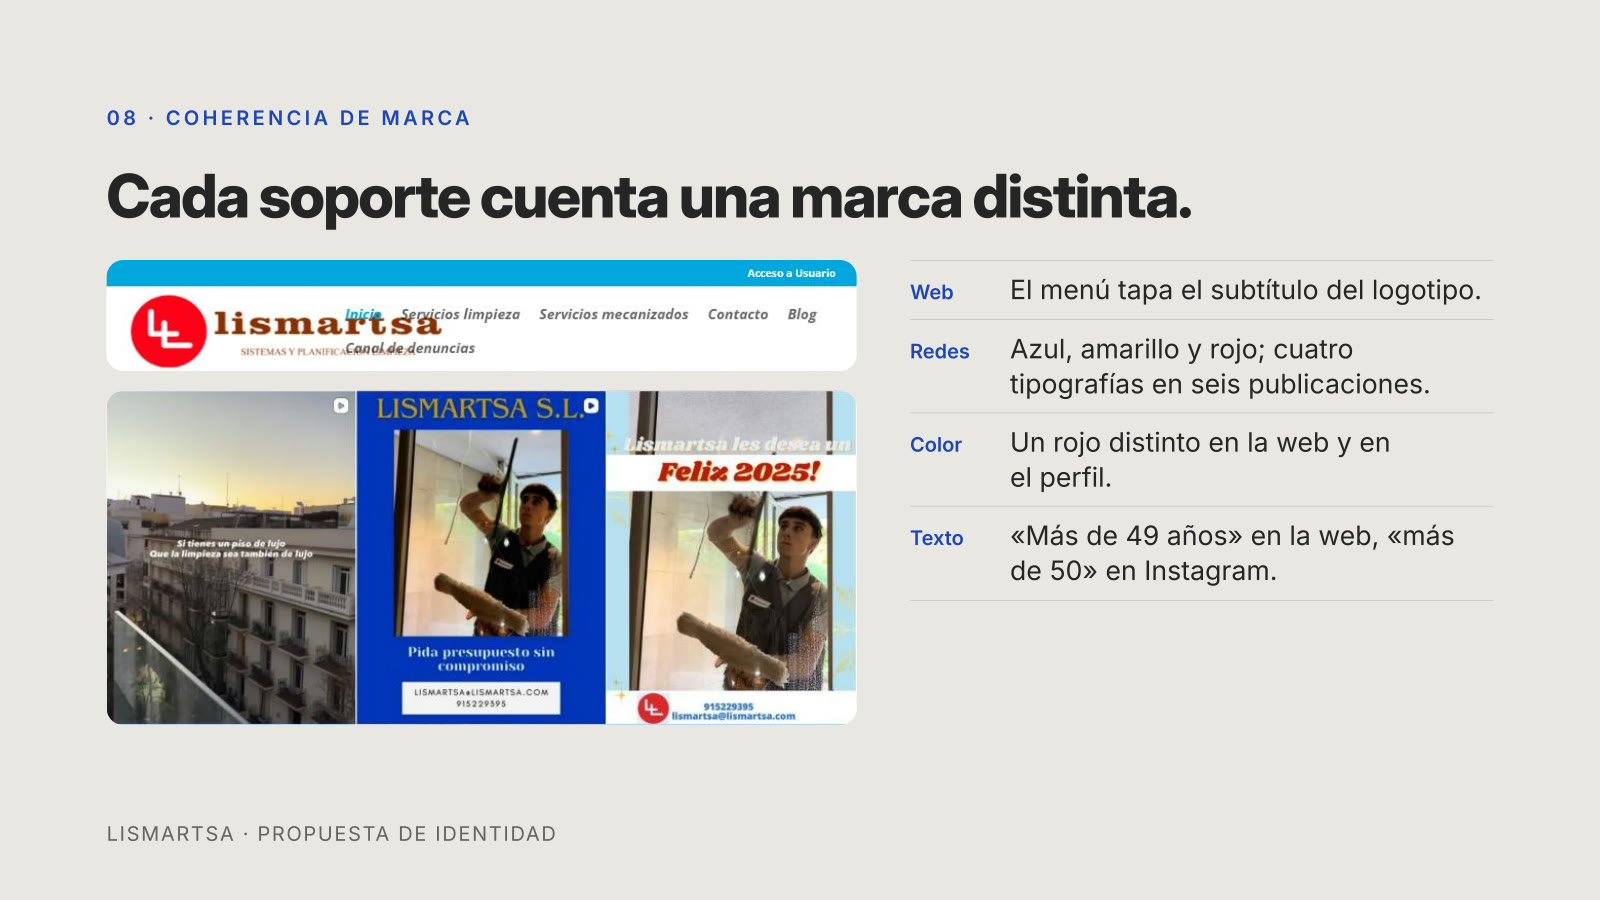 08 · COHERENCIA DE MARCA
Cada soporte cuenta una marca distinta.
Acceso a Usuario
lismartsa
Inicio Servicios limpieza Servicios mecanizados Contacto Blog
SISTEMAS Y
Canal de denuncias
Si tienes un piso de lujo
Que la limpieza sea también de lujo
LISMARTSA S.L.
Pida presupuesto sin
compromiso
LISMARTSA@LISMARTSA.COM
915229395
Lismartsa les desea un
Feliz 2025!
915229395
lismartsa@lismartsa.com
Web El menú tapa el subtítulo del logotipo.
Redes Azul, amarillo y rojo; cuatro
tipografías en seis publicaciones.
Color Un rojo distinto en la web y en
el perfil.
Texto «Más de 49 años» en la web, «más
de 50» en Instagram.
LISMARTSA · PROPUESTA DE IDENTIDAD